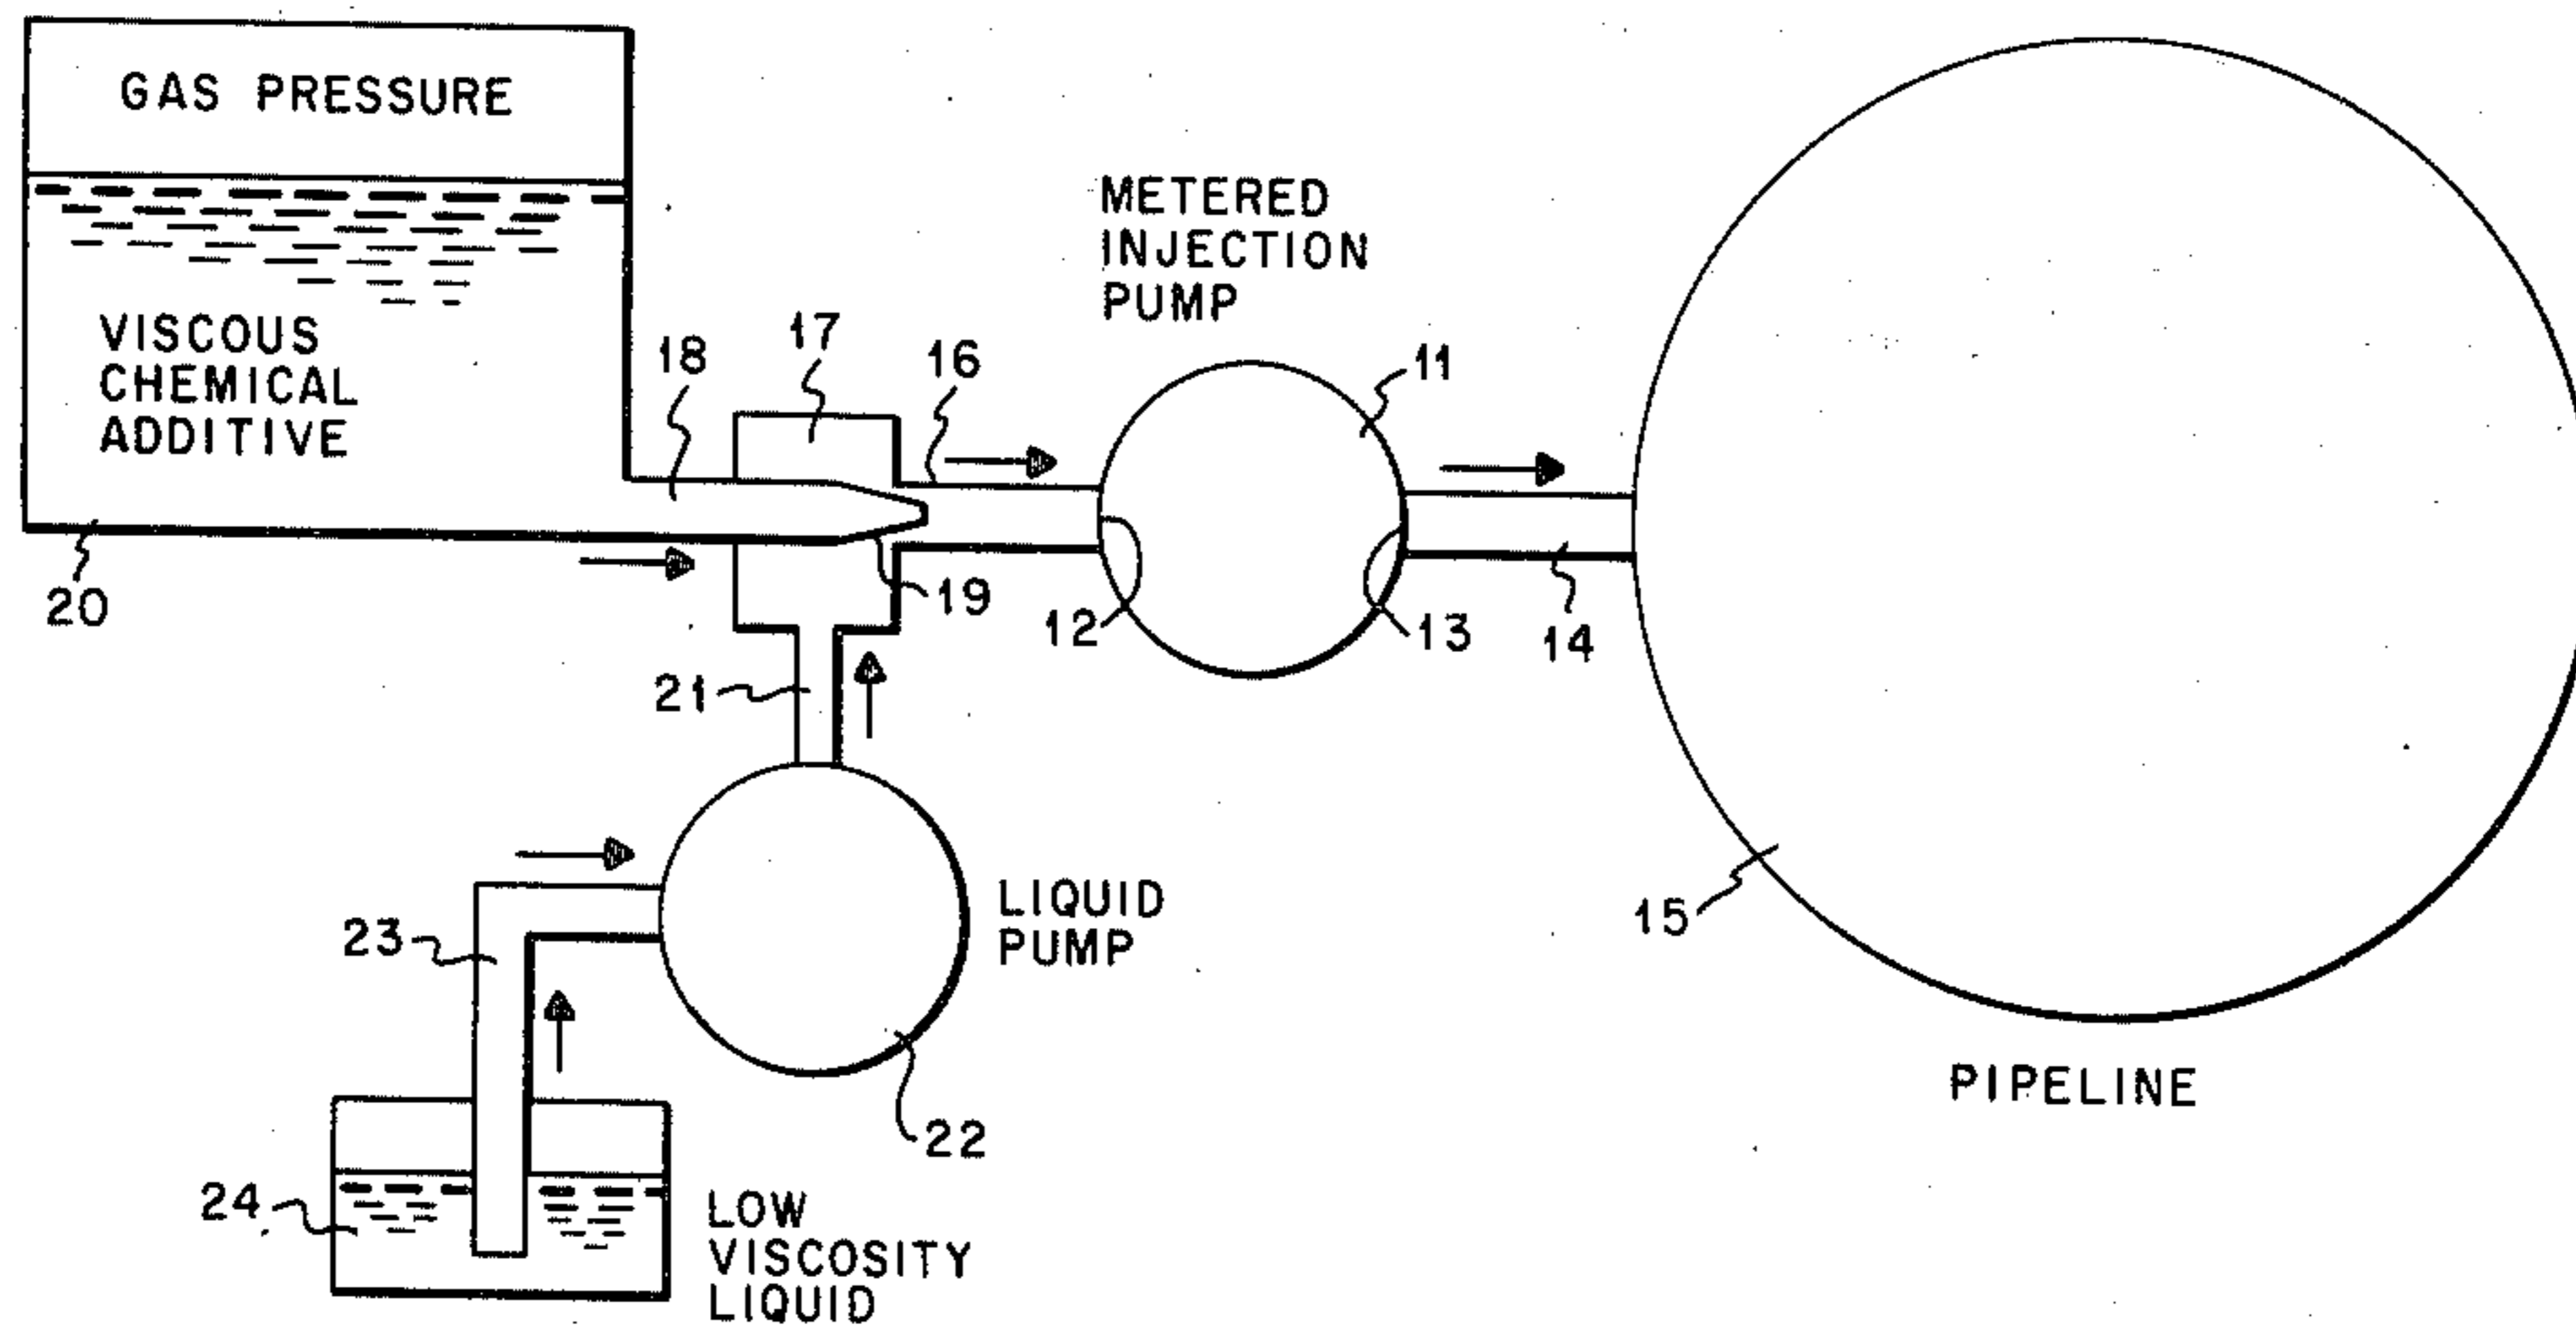 GAS PRESSURE
VISCOUS
CHEMICAL
ADDITIVE
METERED
INJECTION
PUMP
17
18
16
11
20
19
12
13
14
21
LIQUID
PUMP
23
15
22
PIPELINE
24
LOW
VISCOSITY
LIQUID